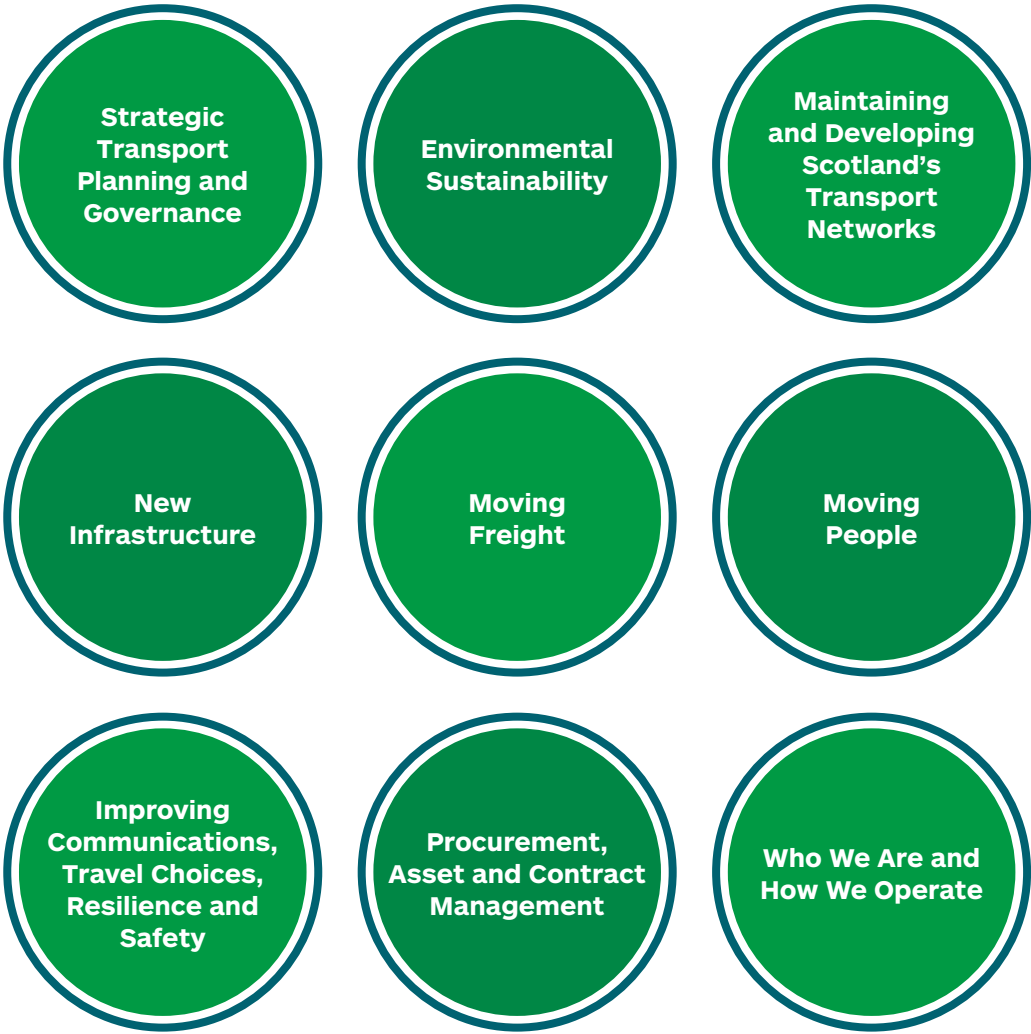 Strategic
Transport
Planning and
Governance
Environmental
Sustainability
Maintaining
and Developing
Scotland’s
Transport
Networks
New
Infrastructure
Moving
Freight
Moving
People
Improving
Communications,
Travel Choices,
Resilience and
Safety
Procurement,
Asset and Contract
Management
Who We Are and
How We Operate